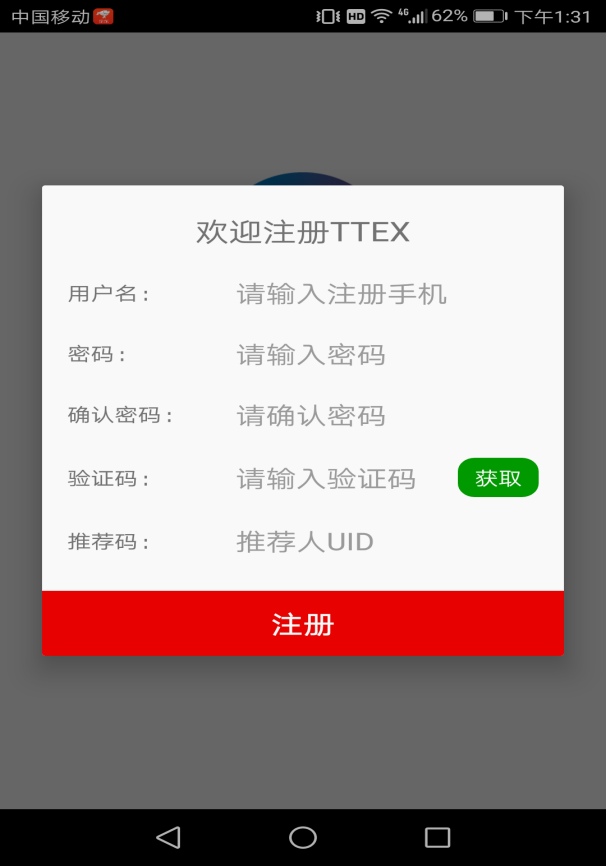 中国移动 HD 4G 62% 下午1:31
欢迎注册TTEX
用户名: 请输入注册手机
密码: 请输入密码
确认密码: 请确认密码
验证码: 请输入验证码 获取
推荐码: 推荐人UID
注册